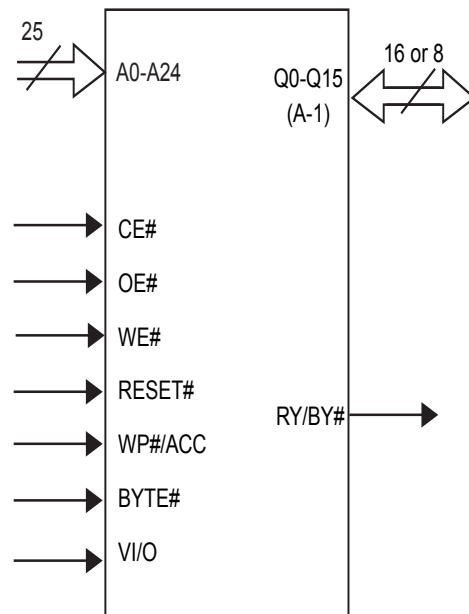 25
A0-A24
Q0-Q15
(A-1)
16 or 8
CE#
OE#
WE#
RESET#
WP#/ACC
BYTE#
VI/O
RY/BY#